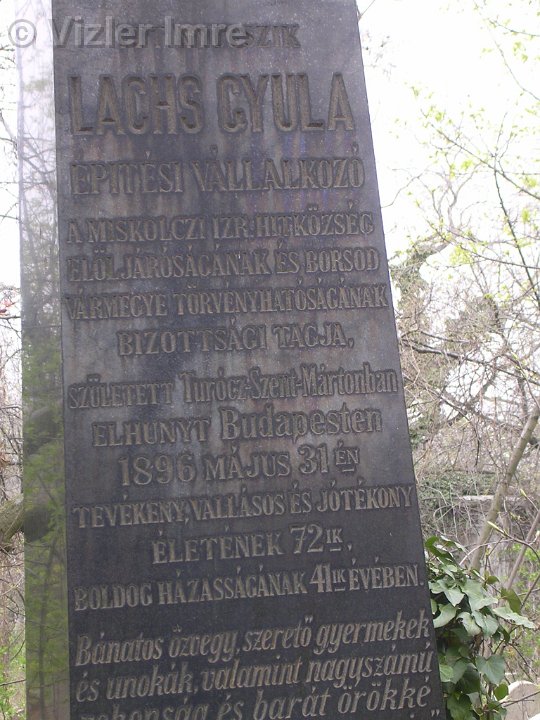 © Vizler Imre
LACHS GYULA
ÉPITÉSI VÁLLALKOZÓ
A MISKOLCZI IZR. HITKÖZSÉG
ELŐLJÁRÓSÁGÁNAK ÉS BORSOD
VÁRMEGYE TÖRVÉNYHATÓSÁGÁNAK
BIZOTTSÁGI TAGJA,
SZÜLETETT Turócz-Szent-Mártonban
ELHUNYT Budapesten
1896 MÁJUS 31 ÉN
TEVÉKENY, VALLÁSOS ÉS JÓTÉKONY
ÉLETÉNEK 72 IK,
BOLDOG HÁZASSÁGÁNAK 41 IK ÉVÉBEN.
Bánatos özvegy, szerető gyermekek
és unokák, valamint nagyszámú
rokonság és barát örökké